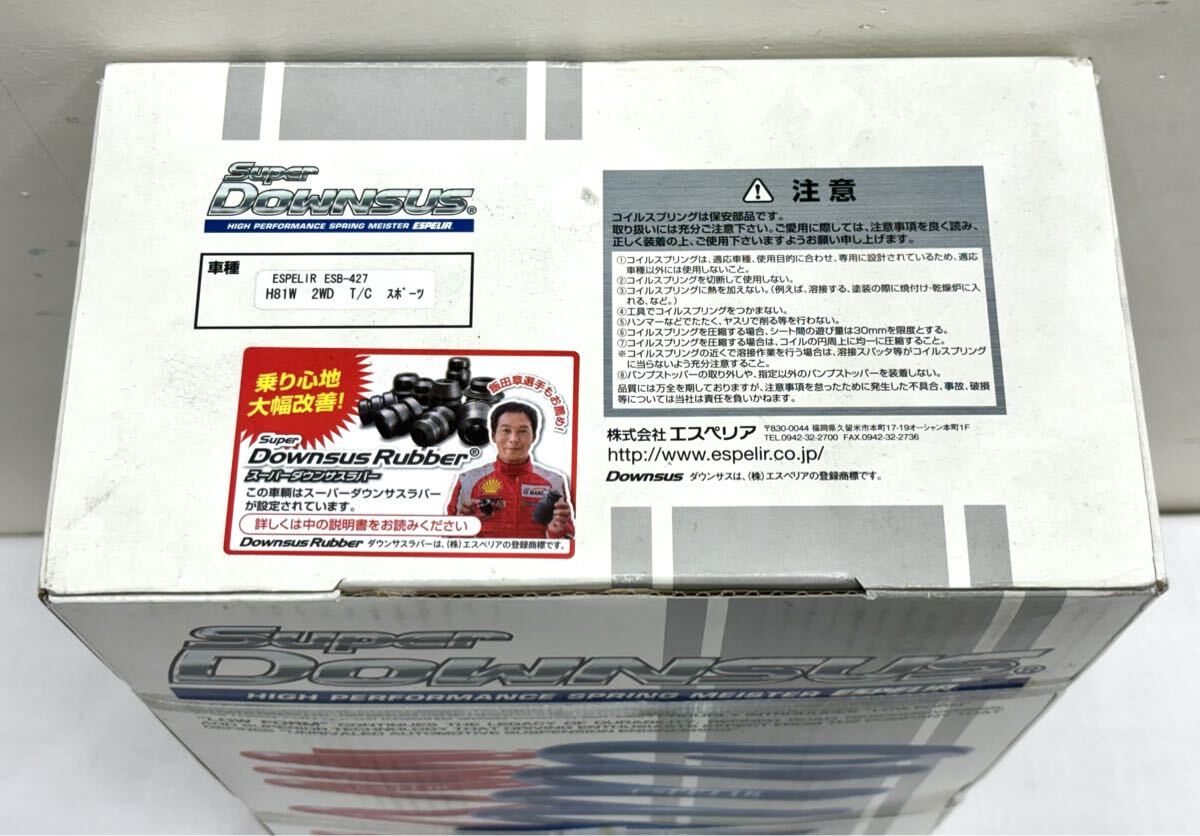 Super
DOWNSUS®
HIGH PERFORMANCE SPRING MEISTER ESPELIR
車種
ESPELIR ESB-427
H81W 2WD T/C スポーツ
乗り心地
大幅改善!
飯田章選手もお薦め!
Super
Downsus Rubber®
スーパーダウンサスラバー
この車輌はスーパーダウンサスラバー
が設定されています。
詳しくは中の説明書をお読みください
Downsus Rubber ダウンサスラバーは、(株)エスペリアの登録商標です。
注意
コイルスプリングは保安部品です。
取り扱いには充分ご注意下さい。ご愛用に際しては、注意事項を良く読み、
正しく装着の上、ご使用下さいますようお願い申し上げます。
①コイルスプリングは、適応車種、使用目的に合わせ、専用に設計されているため、適応
車種以外には使用しないこと。
②コイルスプリングを切断して使用しない。
③コイルスプリングに熱を加えない。(例えば、溶接する、塗装の際に焼付け・乾燥炉に入
れる、など。)
④工具でコイルスプリングをつかまない。
⑤ハンマーなどでたたく、ヤスリで削る等を行わない。
⑥コイルスプリングを圧縮する場合、シート間の遊び量は30mmを限度とする。
⑦コイルスプリングを圧縮する場合は、コイルの円周上に均一に圧縮すること。
※コイルスプリングの近くで溶接作業を行う場合は、溶接スパッタ等がコイルスプリング
に当らないよう充分注意すること。
⑧バンプストッパーの取り外しや、指定以外のバンプストッパーを装着しない。
品質には万全を期しておりますが、注意事項を怠ったために発生した不具合、事故、破損
等については当社は責任を負いかねます。
株式会社 エスペリア 〒830-0044 福岡県久留米市本町17-19オーシャン本町1F
TEL.0942-32-2700 FAX.0942-32-2736
http://www.espelir.co.jp/
Downsus ダウンサスは、(株)エスペリアの登録商標です。
Super
DOWNSUS®
HIGH PERFORMANCE SPRING MEISTER ESPELIR